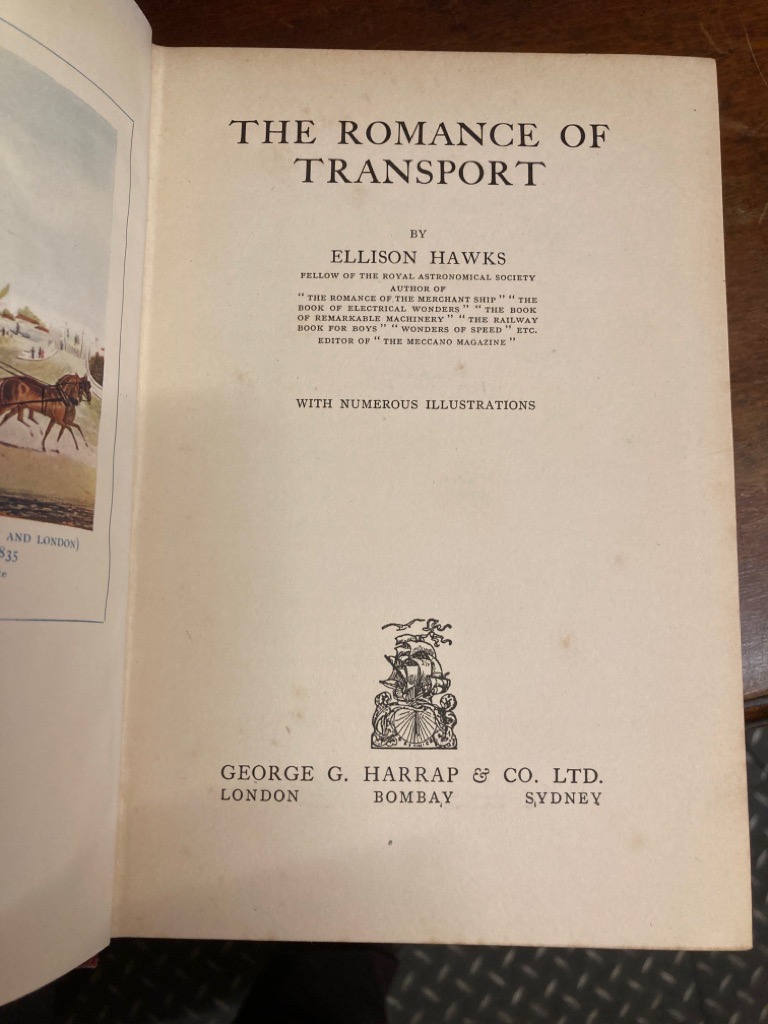 THE ROMANCE OF
TRANSPORT
BY
ELLISON HAWKS
FELLOW OF THE ROYAL ASTRONOMICAL SOCIETY
AUTHOR OF
“THE ROMANCE OF THE MERCHANT SHIP” “THE
BOOK OF ELECTRICAL WONDERS” “THE BOOK
OF REMARKABLE MACHINERY” “THE RAILWAY
BOOK FOR BOYS” “WONDERS OF SPEED” ETC.
EDITOR OF “THE MECCANO MAGAZINE”
WITH NUMEROUS ILLUSTRATIONS
GEORGE G. HARRAP & CO. LTD.
LONDON BOMBAY SYDNEY
AND LONDON)
835